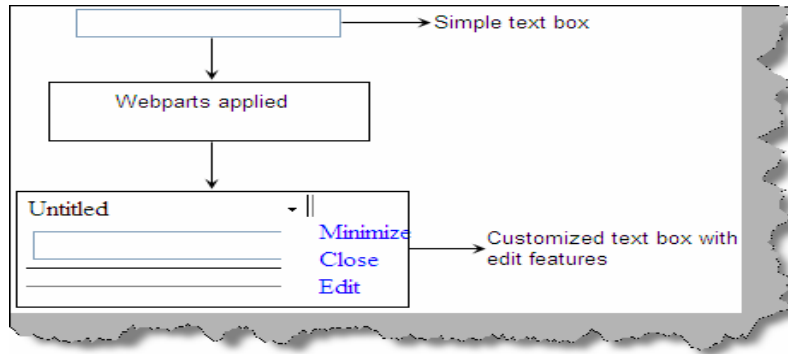 Simple text box
Webparts applied
Untitled
Minimize
Close
Edit
Customized text box with
edit features